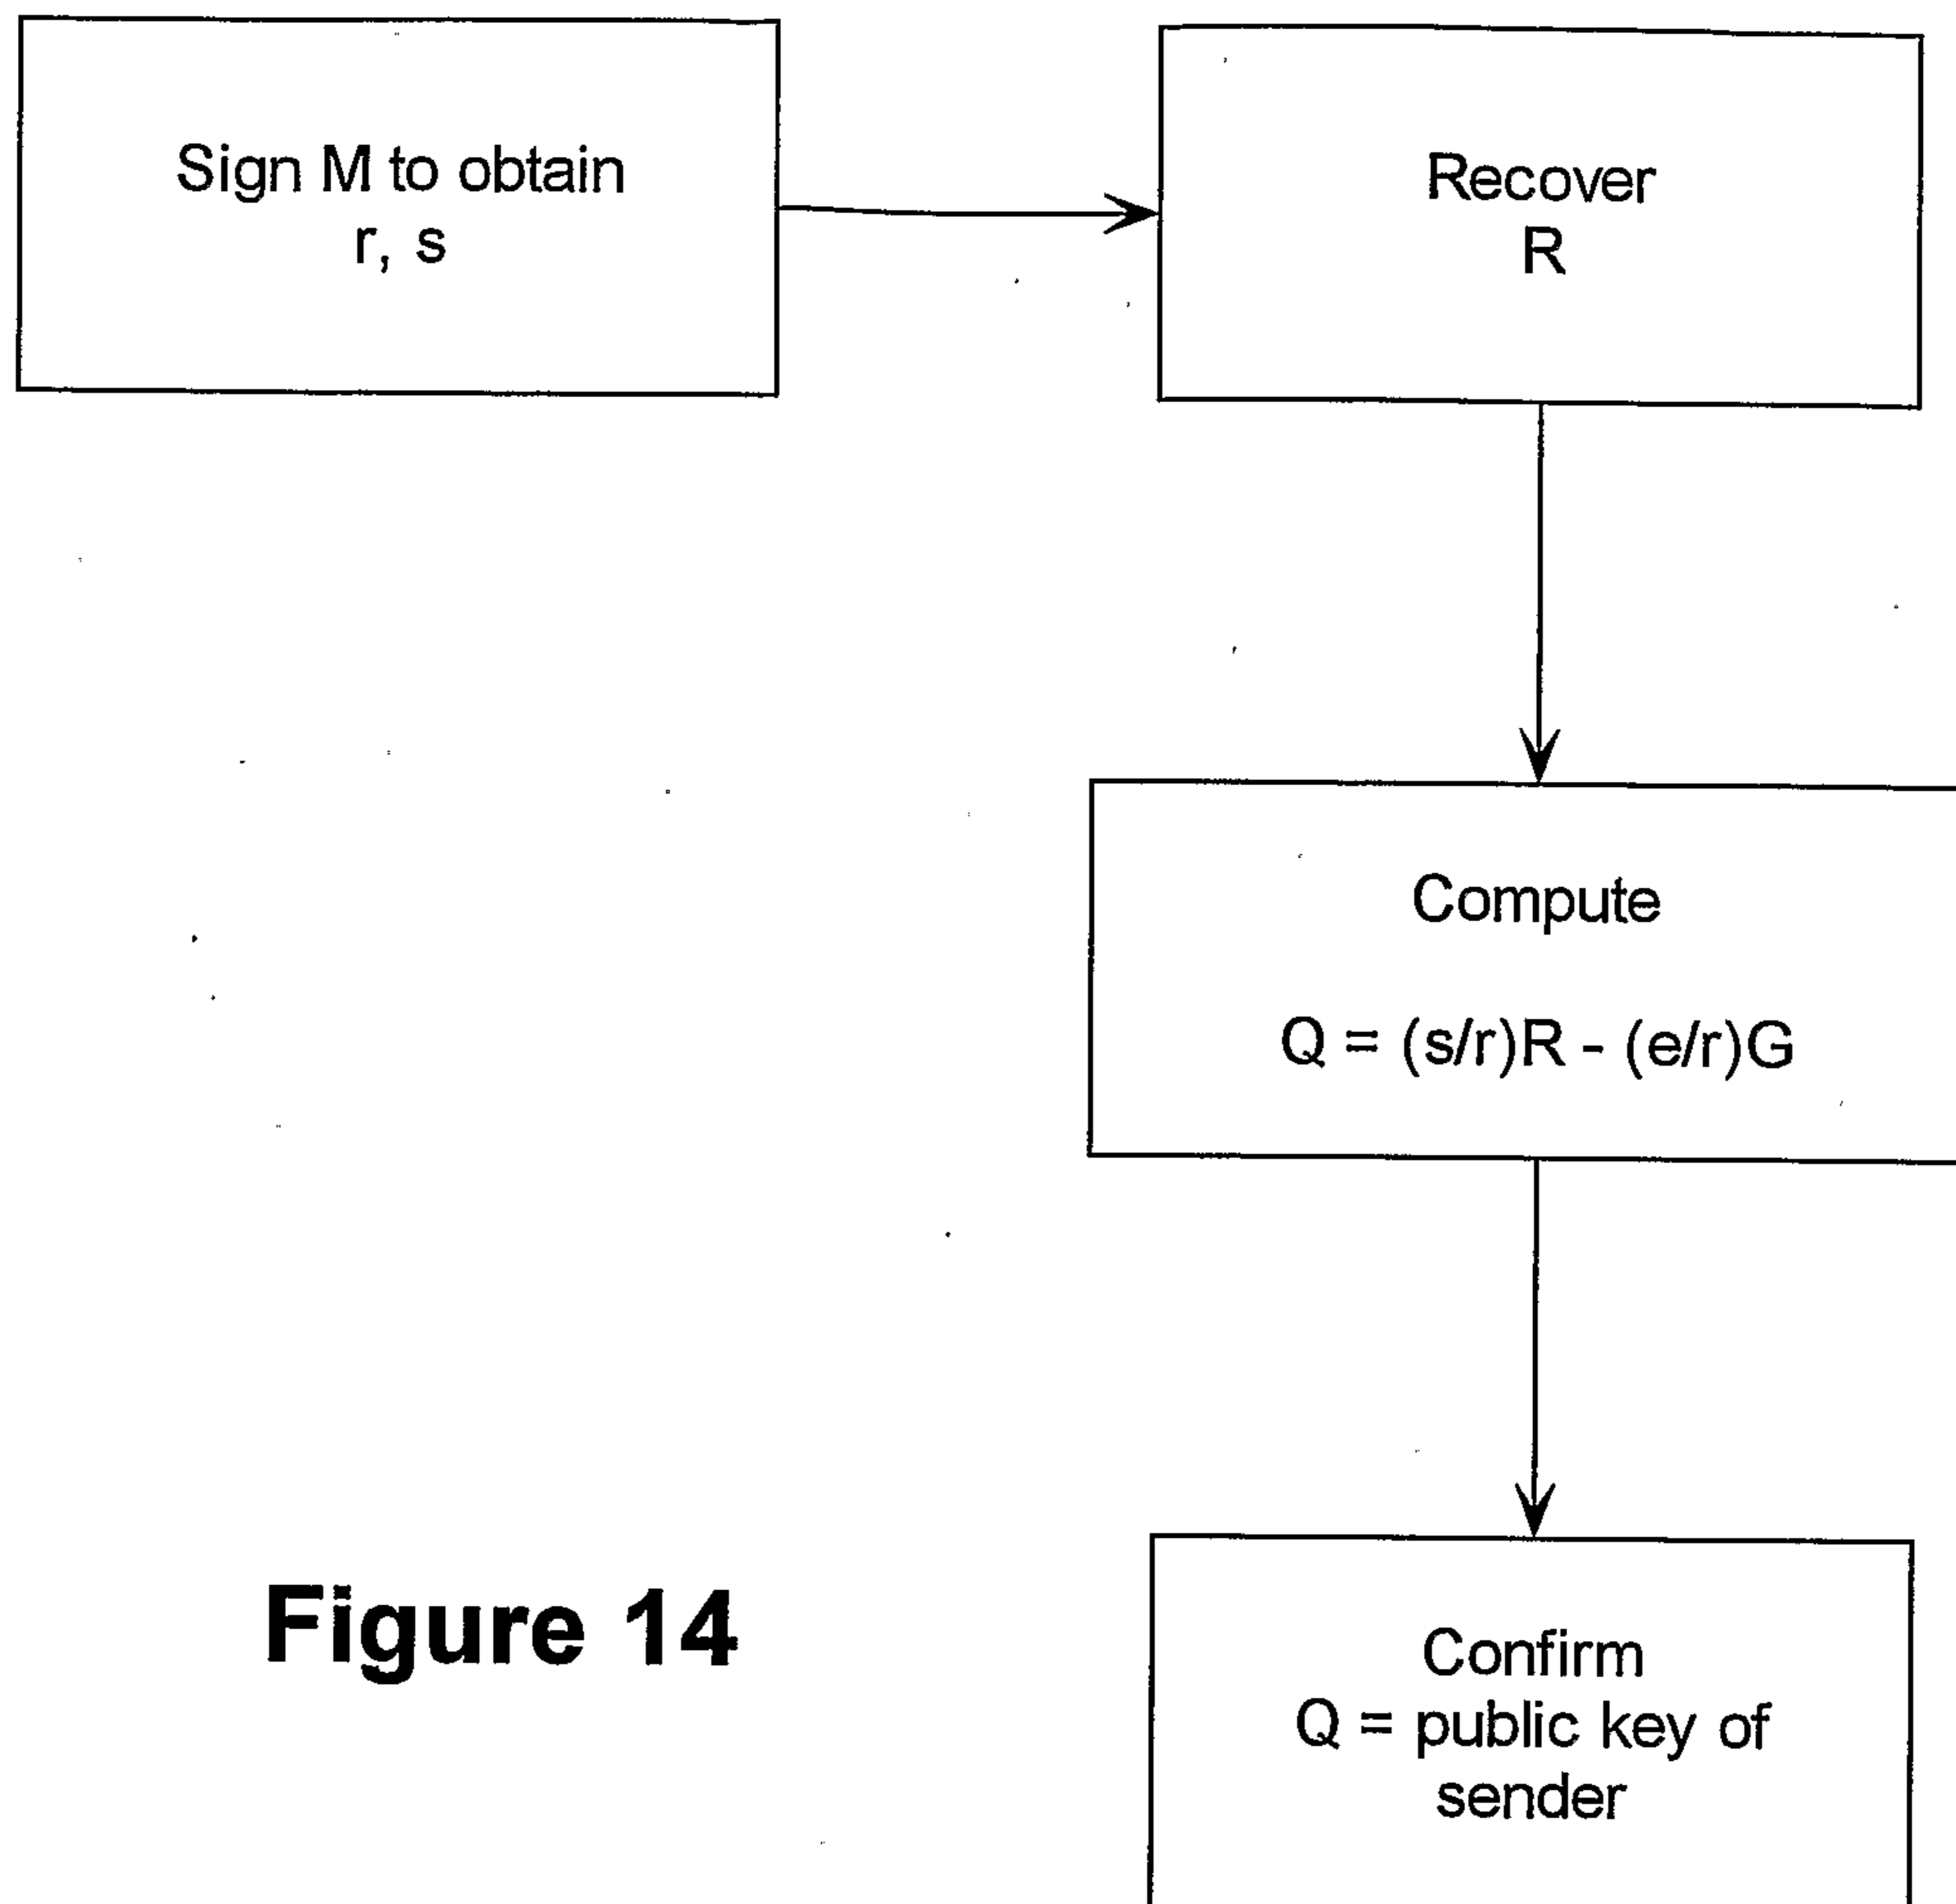 Sign M to obtain
r, s
Recover
R
Compute
Q = (s/r)R - (e/r)G
Confirm
Q = public key of
sender
Figure 14